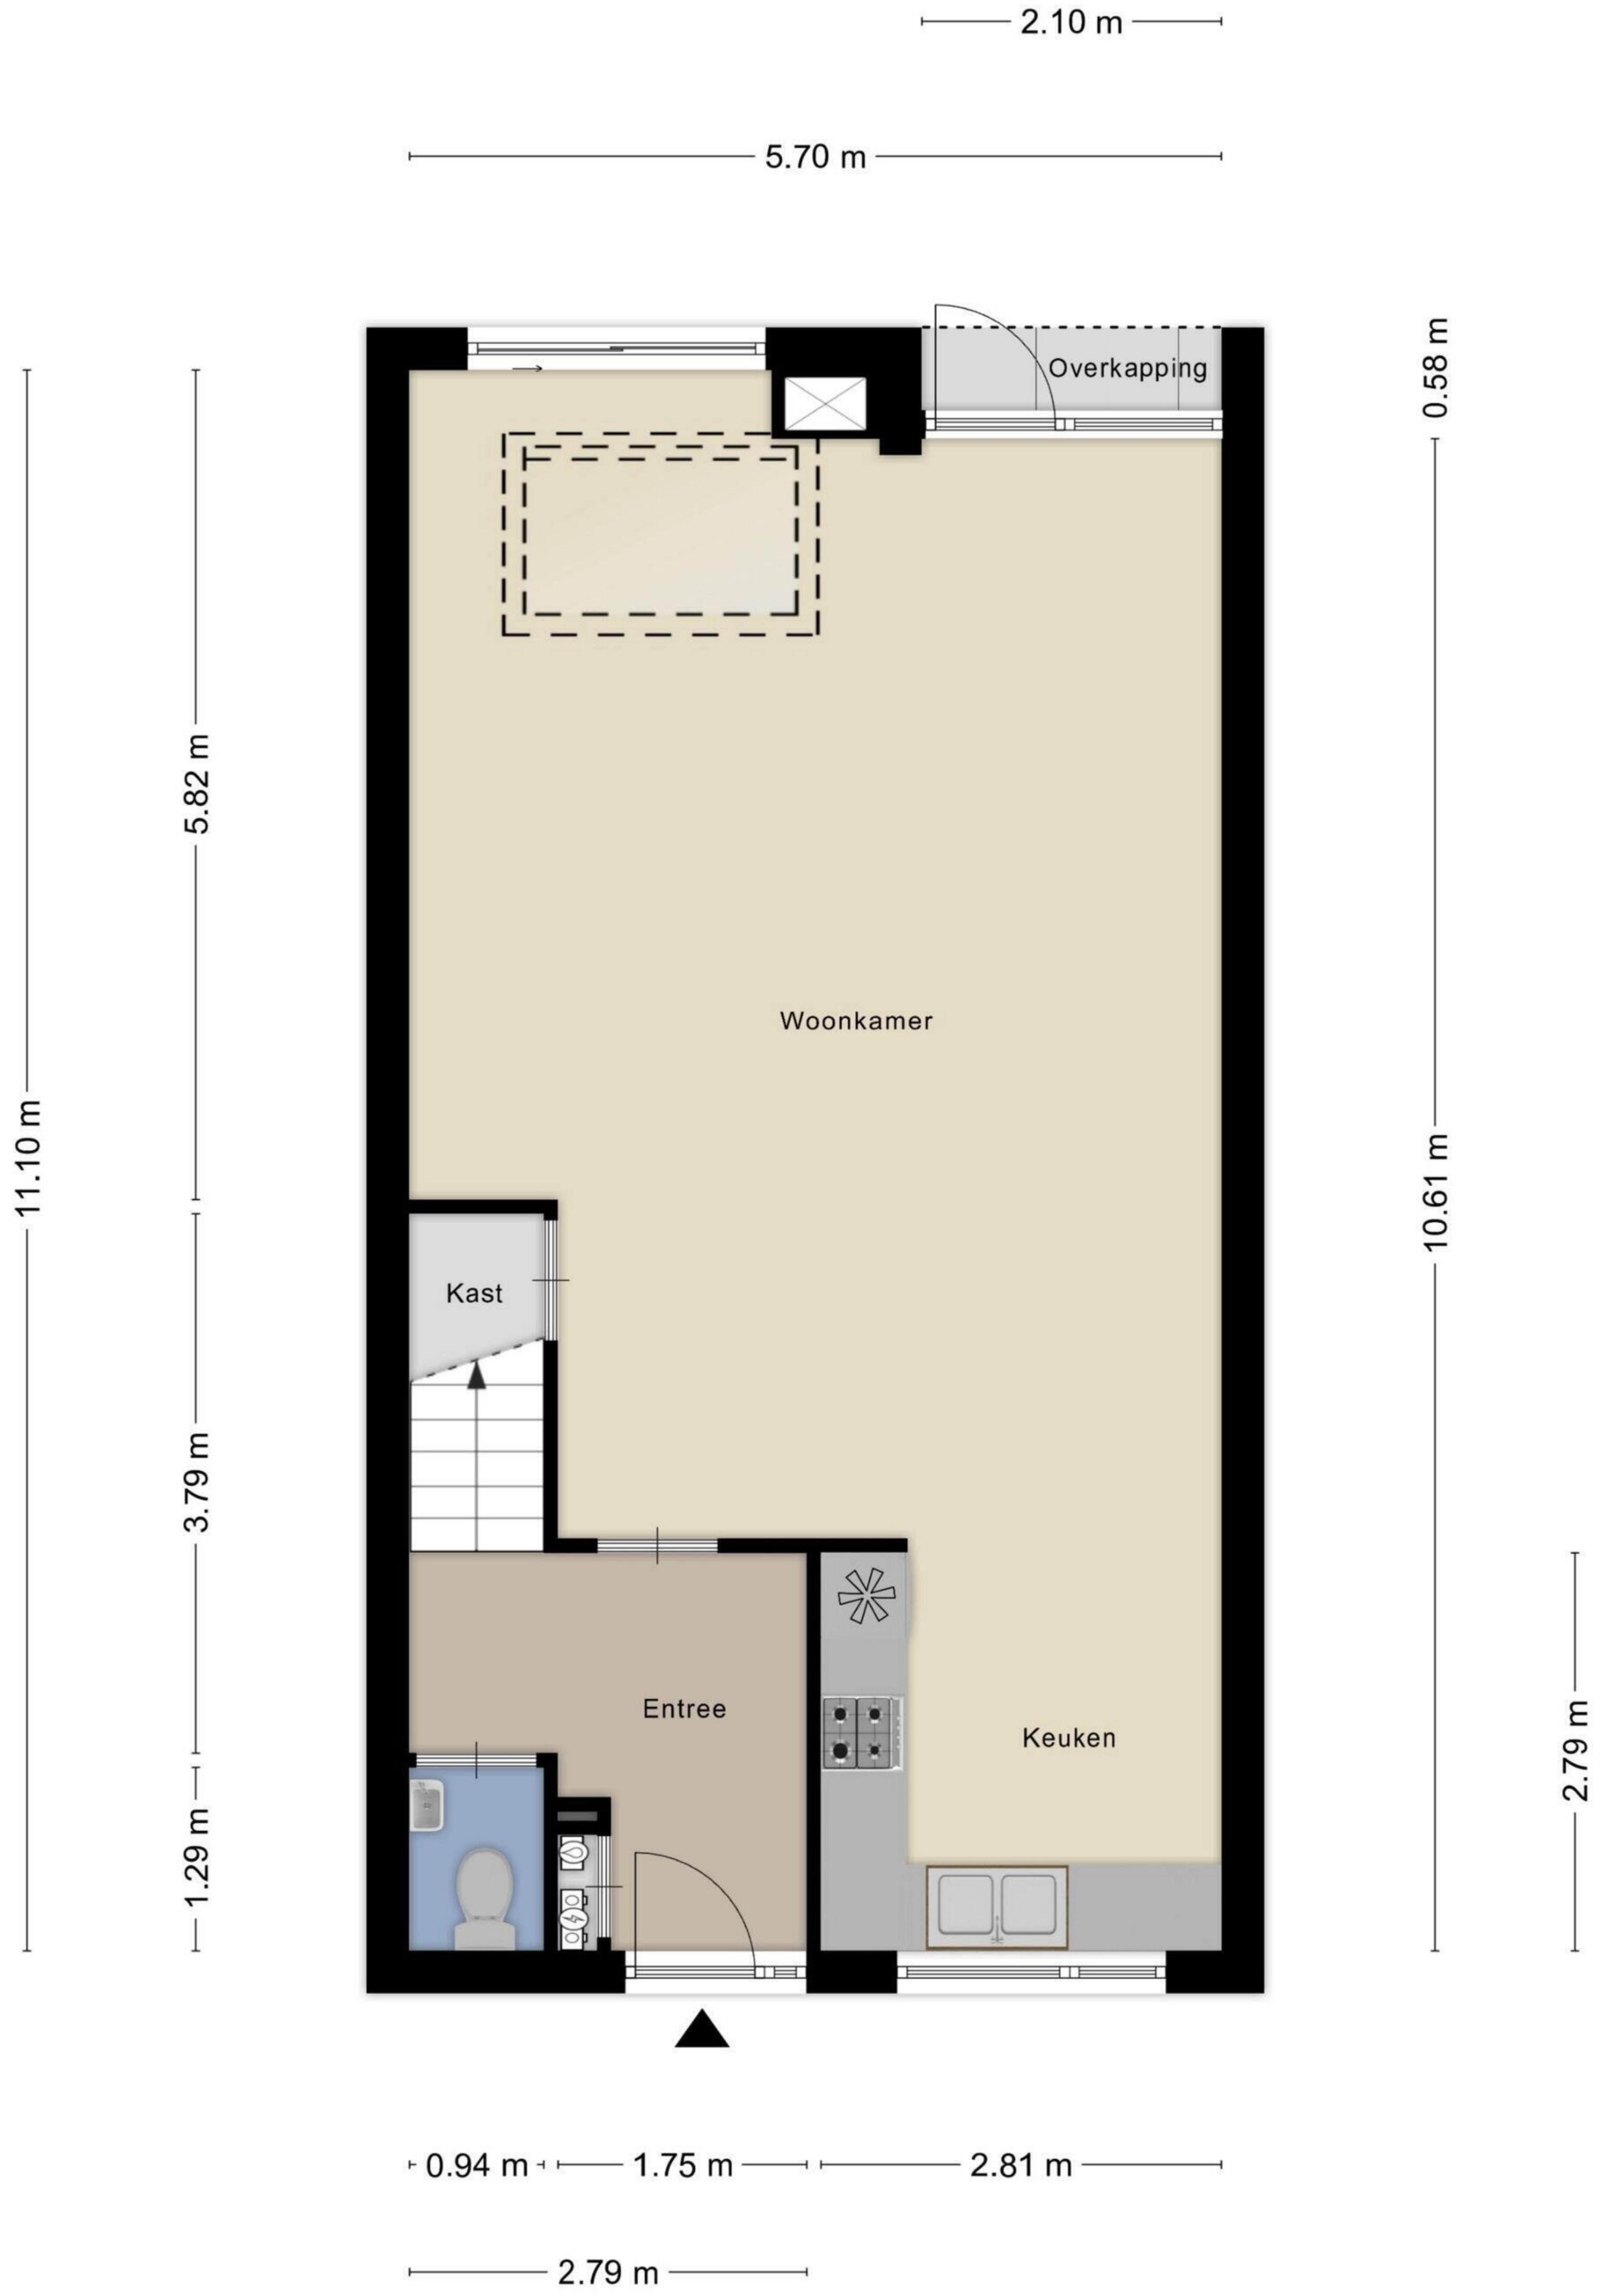 2.10 m
5.70 m
0.58 m
Overkapping
5.82 m
Woonkamer
11.10 m
10.61 m
Kast
3.79 m
Entree
Keuken
2.79 m
1.29 m
0.94 m
1.75 m
2.81 m
2.79 m